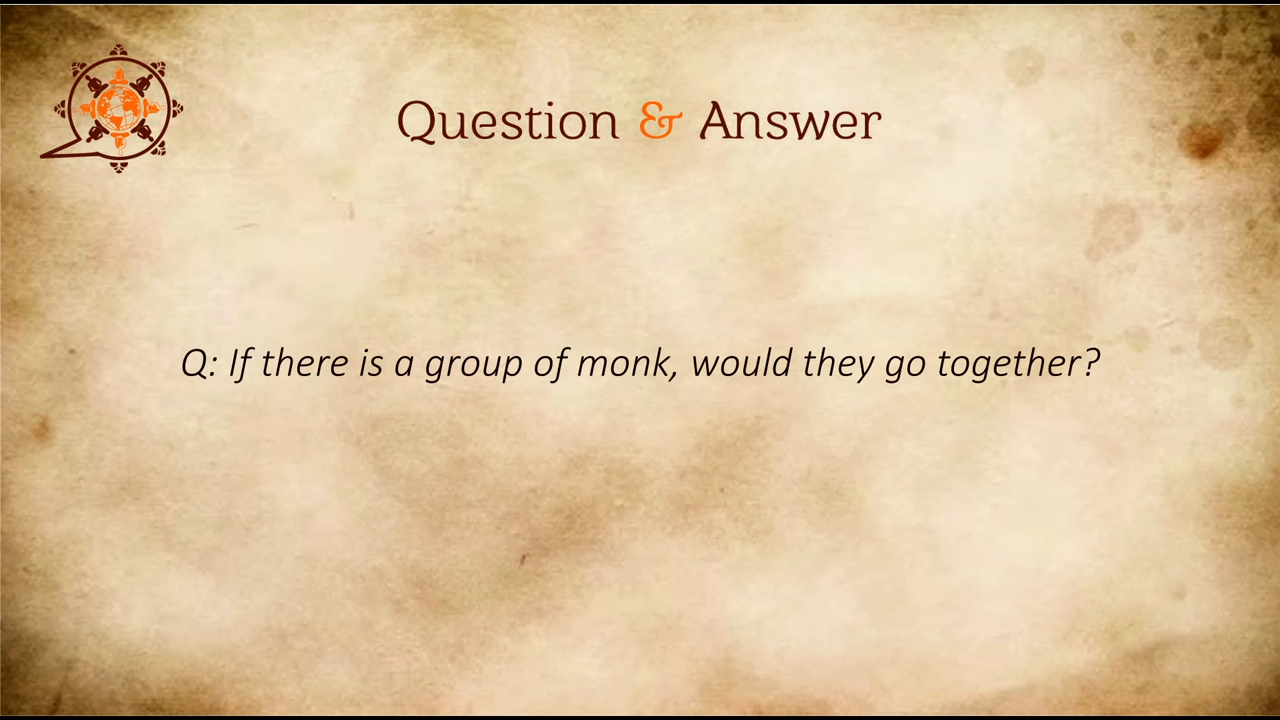 Question & Answer
Q: If there is a group of monk, would they go together?